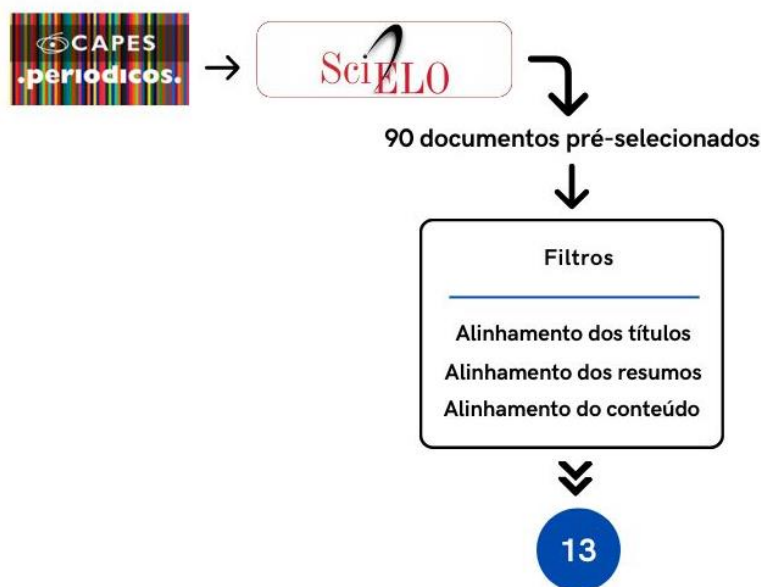 CAPES
.periodicos.
SciELO
90 documentos pré-selecionados
Filtros
Alinhamento dos títulos
Alinhamento dos resumos
Alinhamento do conteúdo
13